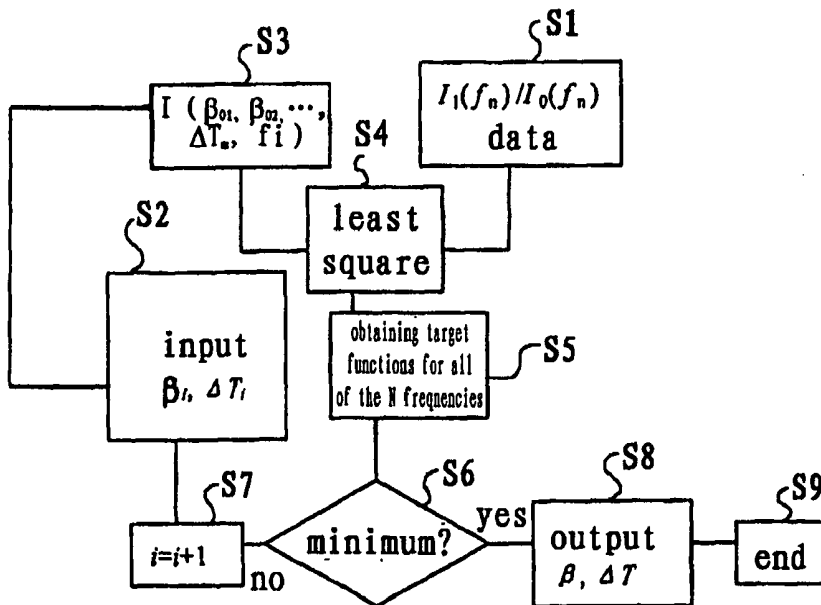 S3
I ( β₀₁, β₀₂, ⋯,
ΔTₘ, fi )
S1
I₁(fₙ)/I₀(fₙ)
data
S4
least
square
S2
input
βᵢ, ΔTᵢ
obtaining target
functions for all
of the N freqnencies
S5
S7
i=i+1
no
S6
minimum?
yes
S8
output
β, ΔT
S9
end